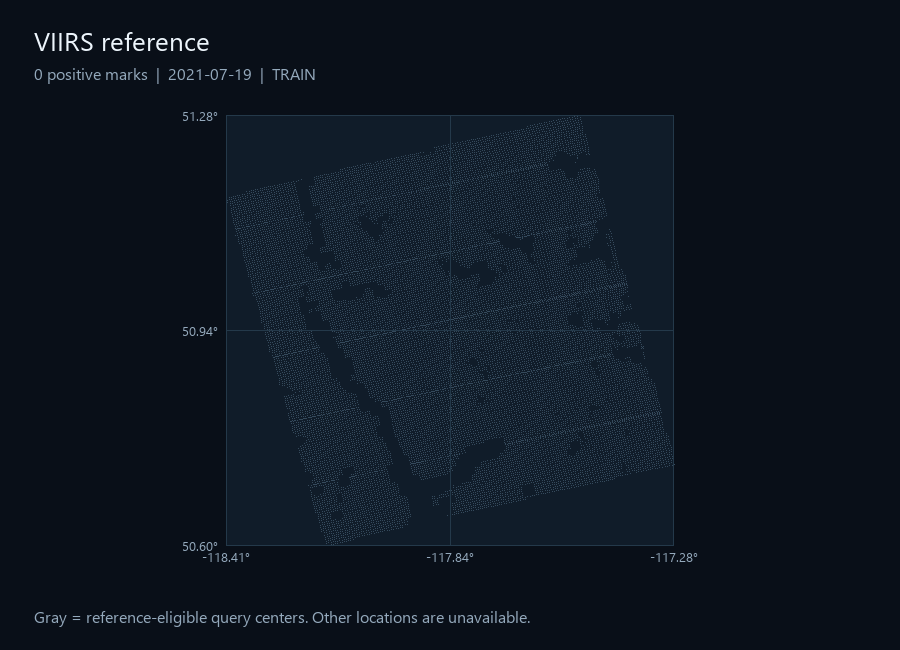 VIIRS reference
0 positive marks | 2021-07-19 | TRAIN
51.28°
50.94°
50.60°
-118.41°
-117.84°
-117.28°
Gray = reference-eligible query centers. Other locations are unavailable.